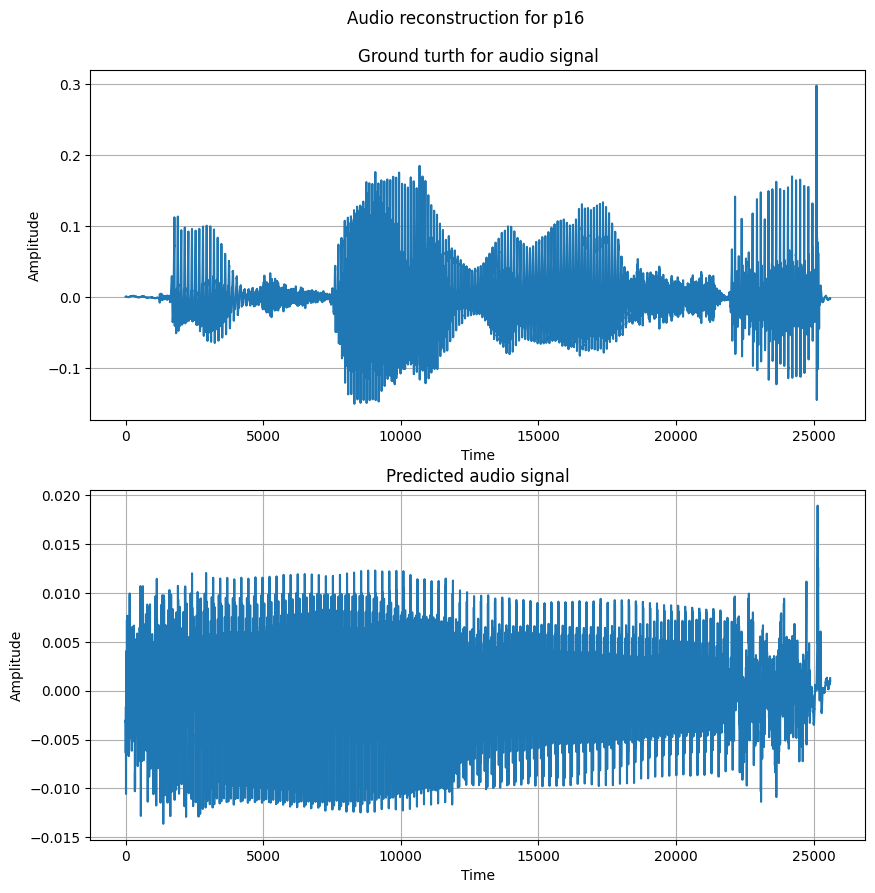 Audio reconstruction for p16
Ground turth for audio signal
0.3
0.2
0.1
0.0
−0.1
Amplitude
0 5000 10000 15000 20000 25000
Time
Predicted audio signal
0.020
0.015
0.010
0.005
0.000
−0.005
−0.010
−0.015
Amplitude
0 5000 10000 15000 20000 25000
Time